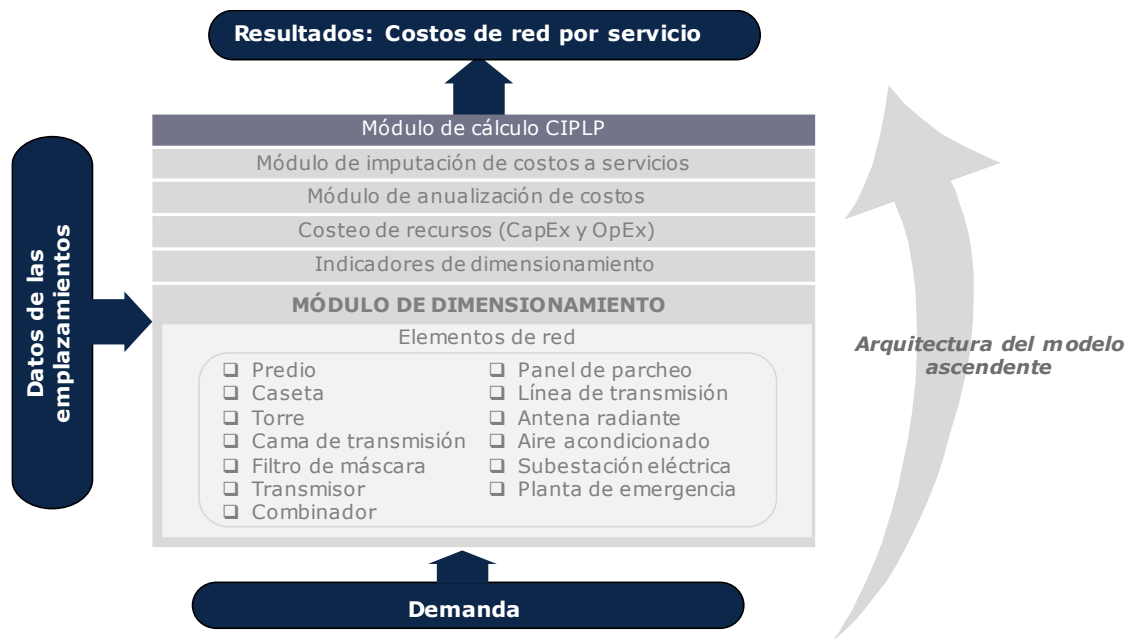 Resultados: Costos de red por servicio
Módulo de cálculo CIPLP
Módulo de imputación de costos a servicios
Módulo de anualización de costos
Costeo de recursos (CapEx y OpEx)
Indicadores de dimensionamiento
MÓDULO DE DIMENSIONAMIENTO
Elementos de red
Predio
Caseta
Torre
Cama de transmisión
Filtro de máscara
Transmisor
Combinador
Panel de parcheo
Línea de transmisión
Antena radiante
Aire acondicionado
Subestación eléctrica
Planta de emergencia
Datos de las
emplazamientos
Arquitectura del modelo
ascendente
Demanda